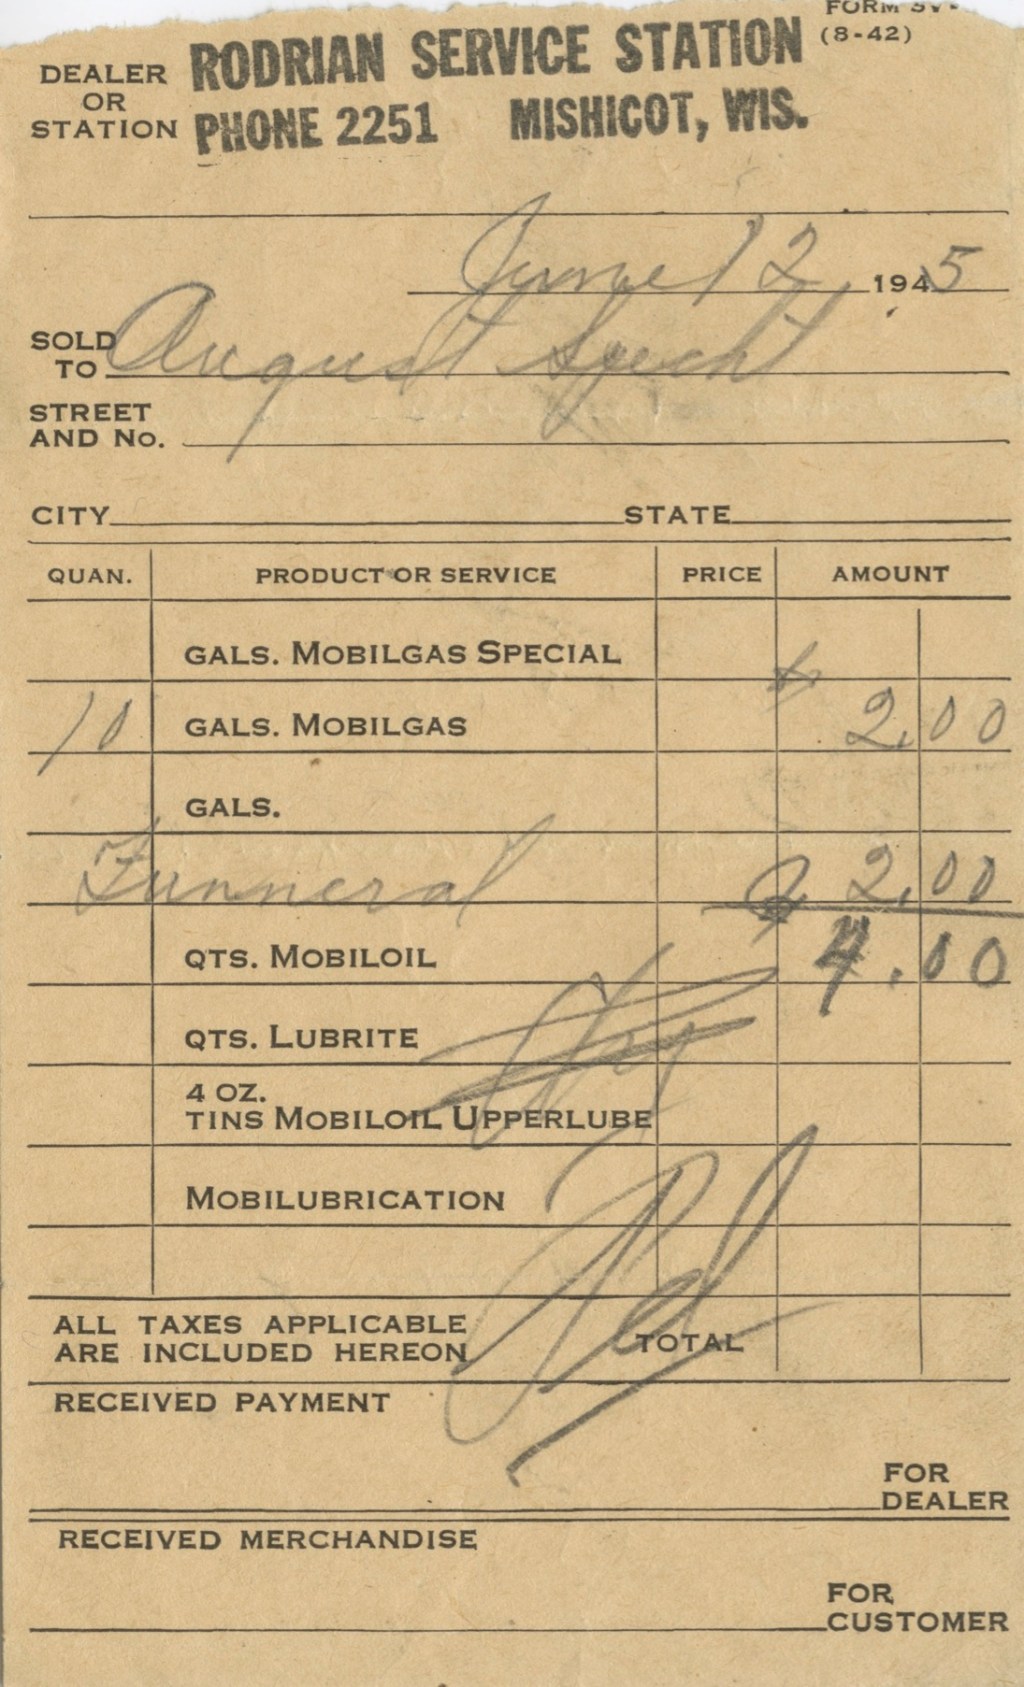 FORM
(8-42)
DEALER OR STATION
RODRIAN SERVICE STATION
PHONE 2251 MISHICOT, WIS.
June 12 1945
SOLD TO August Specht
STREET AND No.
CITY STATE
QUAN. PRODUCT OR SERVICE PRICE AMOUNT
GALS. MOBILGAS SPECIAL
10 GALS. MOBILGAS $ 2.00
GALS.
Funneral 2.00
QTS. MOBILOIL 4.00
QTS. LUBRITE
4 OZ.
TINS MOBILOIL UPPERLUBE
MOBILUBRICATION
Pd
ALL TAXES APPLICABLE
ARE INCLUDED HEREON TOTAL
RECEIVED PAYMENT
FOR DEALER
RECEIVED MERCHANDISE
FOR CUSTOMER